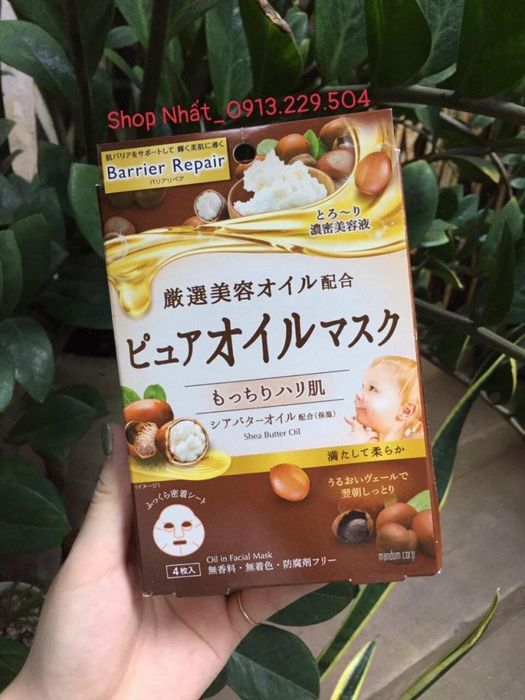 Shop Nhất_0913.229.504
肌バリアをサポートして 輝く美肌に導く
Barrier Repair
バリアリペア
とろ〜り
濃密美容液
厳選美容オイル配合
ピュアオイルマスク
もっちりハリ肌
シアバターオイル配合(保湿)
Shea Butter Oil
満たして柔らか
(イメージ)
うるおいヴェールで
翌朝しっとり
ふっくら密着シート
Oil in Facial Mask
4枚入
無香料・無着色・防腐剤フリー
mandom corp